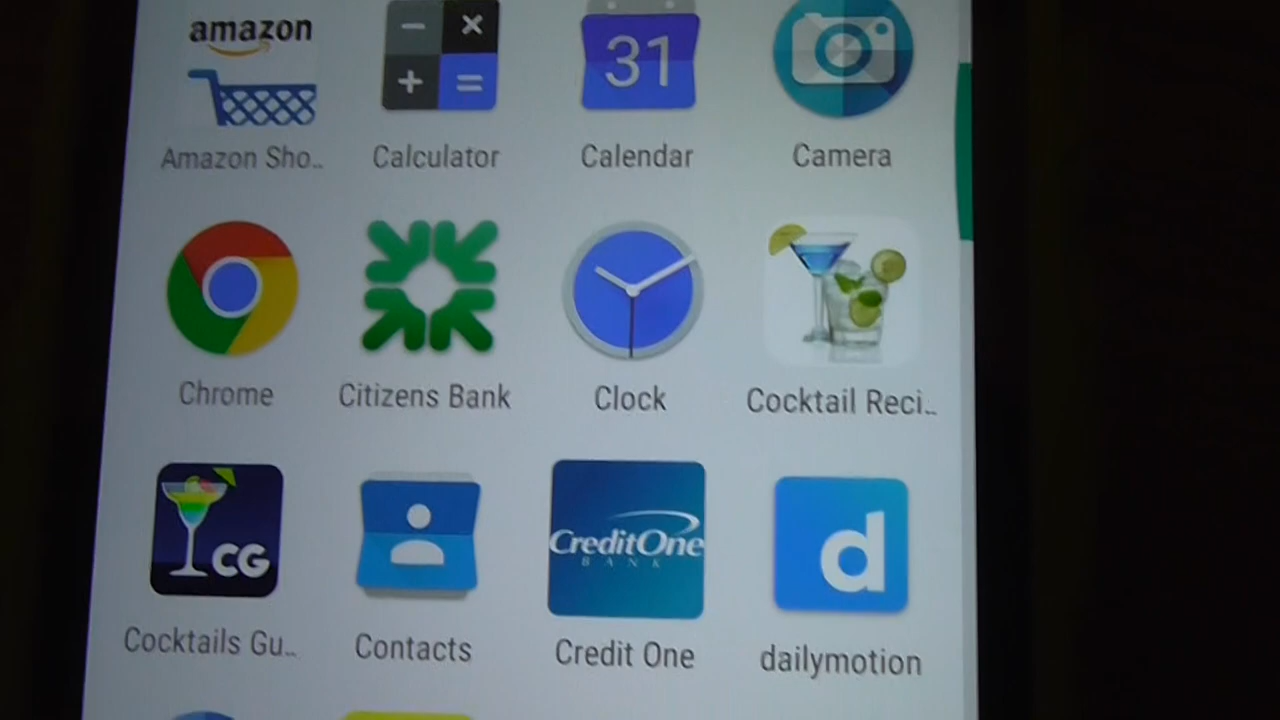 amazon
31
Amazon Sho..
Calculator
Calendar
Camera
Chrome
Citizens Bank
Clock
Cocktail Reci..
CG
CreditOne
BANK
d
Cocktails Gu..
Contacts
Credit One
dailymotion